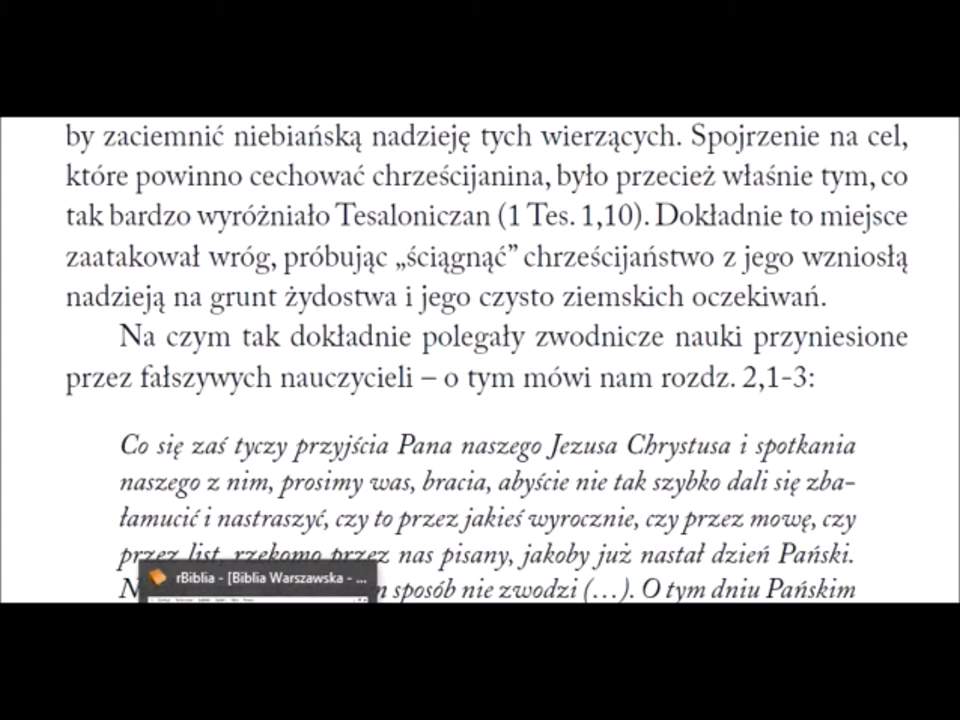 by zaciemnić niebiańską nadzieję tych wierzących. Spojrzenie na cel,
które powinno cechować chrześcijanina, było przecież właśnie tym, co
tak bardzo wyróżniało Tesaloniczan (1 Tes. 1,10). Dokładnie to miejsce
zaatakował wróg, próbując „ściągnąć” chrześcijaństwo z jego wzniosłą
nadzieją na grunt żydostwa i jego czysto ziemskich oczekiwań.
Na czym tak dokładnie polegały zwodnicze nauki przyniesione
przez fałszywych nauczycieli – o tym mówi nam rozdz. 2,1-3:
Co się zaś tyczy przyjścia Pana naszego Jezusa Chrystusa i spotkania
naszego z nim, prosimy was, bracia, abyście nie tak szybko dali się zba-
łamucić i nastraszyć, czy to przez jakieś wyrocznie, czy przez mowę, czy
przez list, rzekomo przez nas pisany, jakoby już nastał dzień Pański.
sposób nie zwodzi (…). O tym dniu Pańskim
rBiblia - [Biblia Warszawska - ...